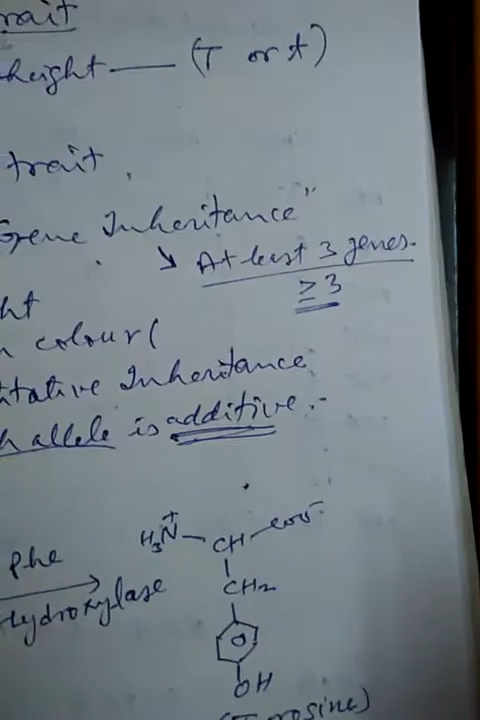 rait
height — (T or t)
trait,
Gene Inheritance"
↘ At least 3 genes.
≥ 3
ht
n colour(
tative Inheritance
h allele is additive.
H₃N⁺ – CH – COO⁻
Phe
CH₂
Hydroxylase
OH
(Tyrosine)